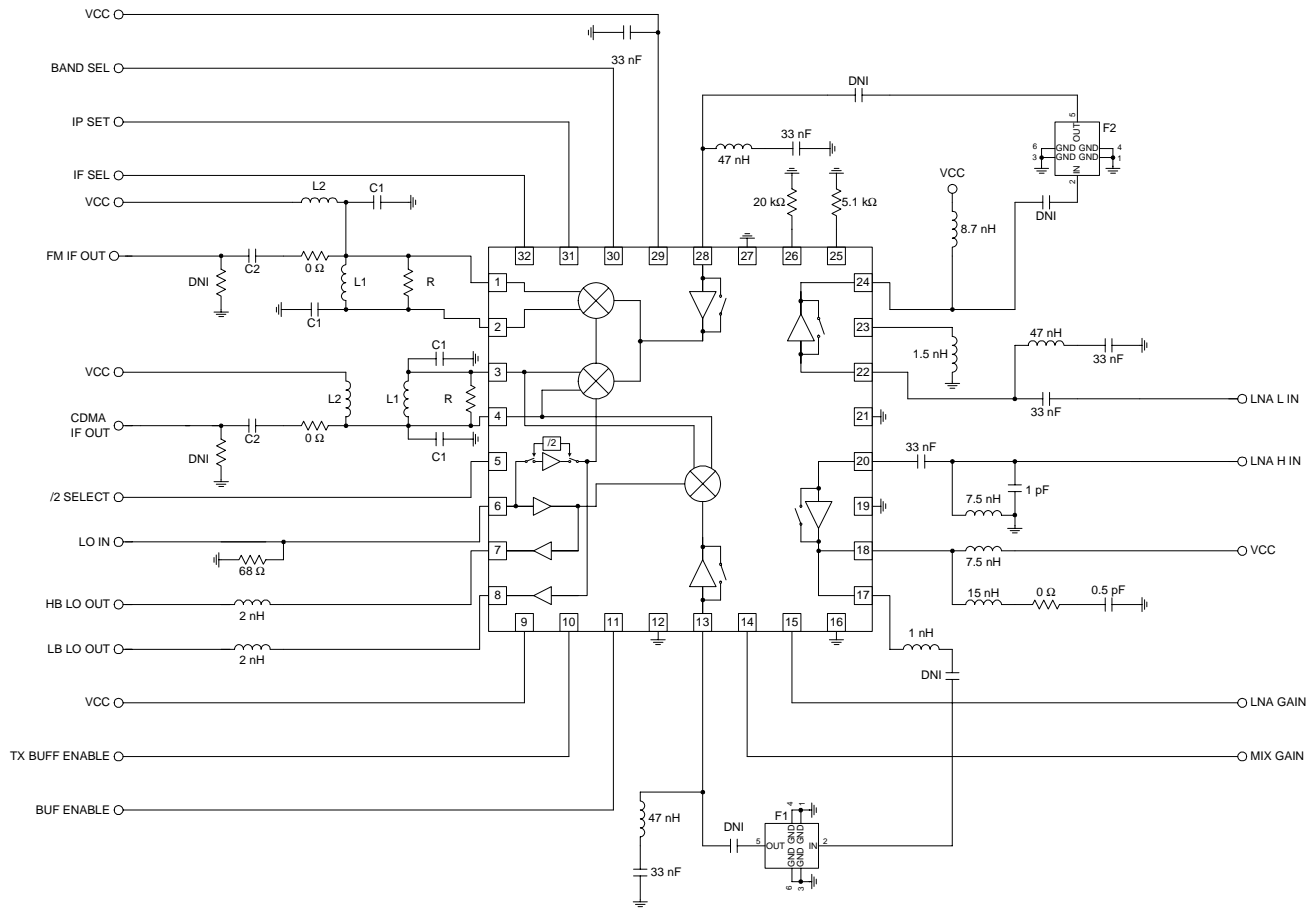 VCC
33 nF
BAND SEL
DNI
5
OUT
F2
IP SET
33 nF
6 GND GND 4
3 GND GND 1
47 nH
IN
2
IF SEL
VCC
L2
C1
VCC
20 kΩ
5.1 kΩ
DNI
8.7 nH
FM IF OUT
32
31
30
29
28
27
26
25
C2
0 Ω
DNI
L1
R
1
24
C1
2
23
47 nH
1.5 nH
33 nF
C1
VCC
3
22
L2
L1
R
33 nF
LNA L IN
4
21
CDMA
IF OUT
C2
0 Ω
C1
/2
DNI
5
20
33 nF
LNA H IN
/2 SELECT
1 pF
7.5 nH
6
19
LO IN
68 Ω
7
18
7.5 nH
VCC
HB LO OUT
2 nH
8
17
15 nH
0 Ω
0.5 pF
9
10
11
12
13
14
15
16
LB LO OUT
2 nH
1 nH
DNI
VCC
LNA GAIN
TX BUFF ENABLE
MIX GAIN
BUF ENABLE
47 nH
DNI
F1
4
1
GND
GND
5
OUT
IN
2
GND
GND
6
3
33 nF